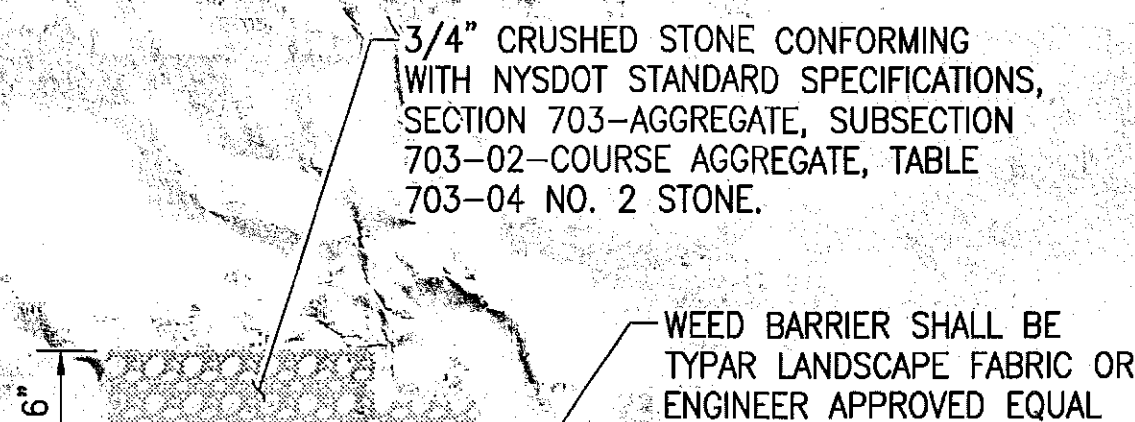 3/4" CRUSHED STONE CONFORMING
WITH NYSDOT STANDARD SPECIFICATIONS,
SECTION 703-AGGREGATE, SUBSECTION
703-02-COURSE AGGREGATE, TABLE
703-04 NO. 2 STONE.
WEED BARRIER SHALL BE
TYPAR LANDSCAPE FABRIC OR
ENGINEER APPROVED EQUAL
6"